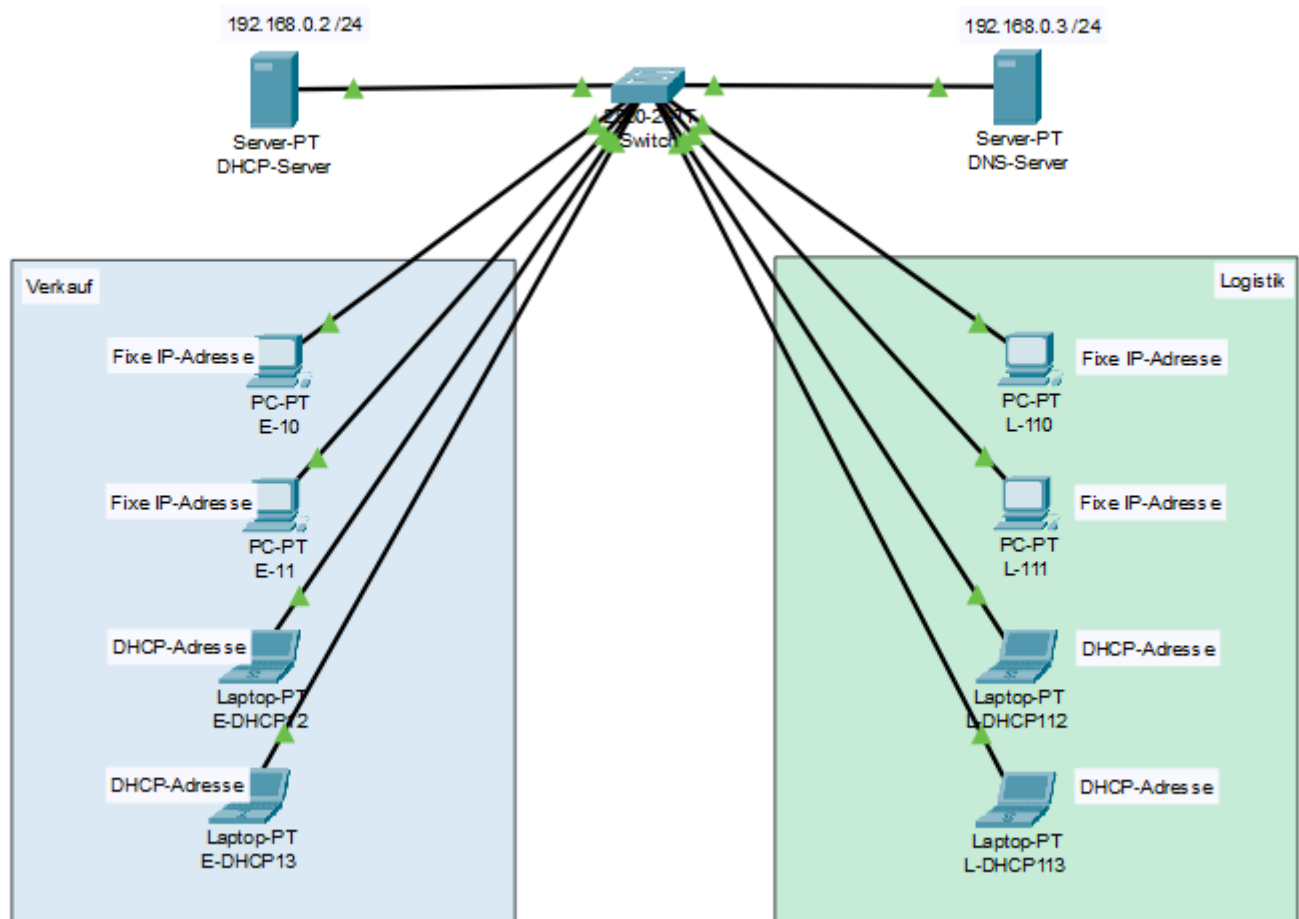 192.168.0.2 /24
192.168.0.3 /24
Server-PT
DHCP-Server
Switch
Server-PT
DNS-Server
Verkauf
Fixe IP-Adresse
PC-PT
E-10
Fixe IP-Adresse
PC-PT
E-11
DHCP-Adresse
Laptop-PT
E-DHCP12
DHCP-Adresse
Laptop-PT
E-DHCP13
Logistik
Fixe IP-Adresse
PC-PT
L-110
Fixe IP-Adresse
PC-PT
L-111
DHCP-Adresse
Laptop-PT
L-DHCP112
DHCP-Adresse
Laptop-PT
L-DHCP113